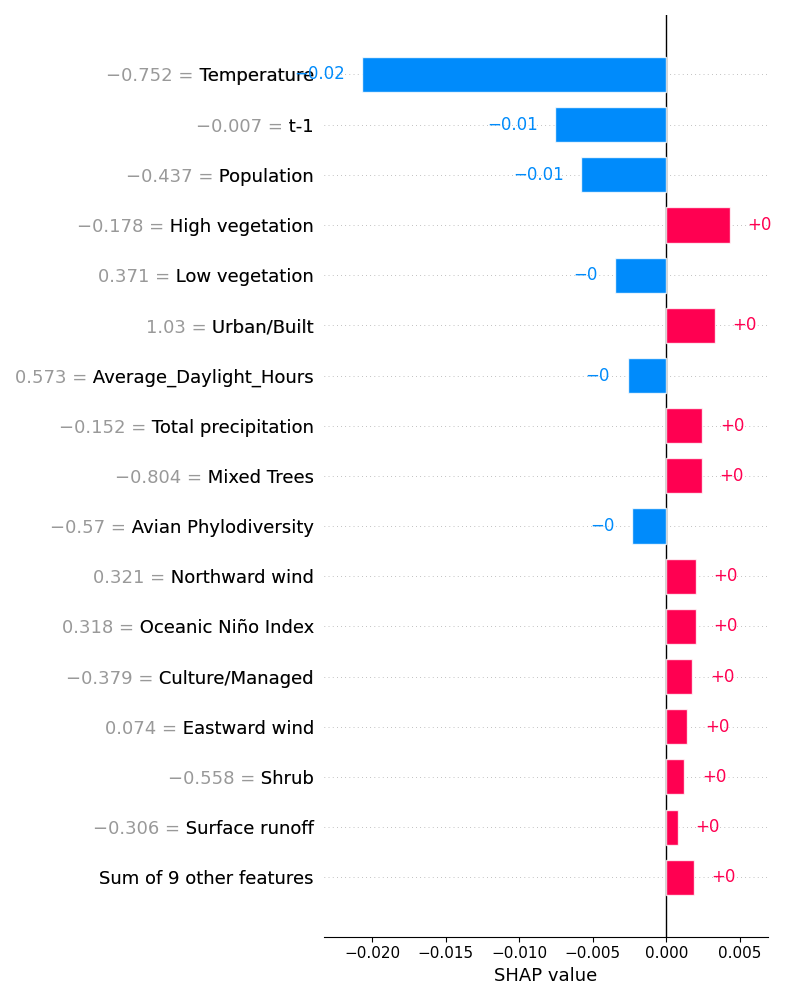 −0.752 = Temperature −0.02
−0.007 = t-1 −0.01
−0.437 = Population −0.01
−0.178 = High vegetation +0
0.371 = Low vegetation −0
1.03 = Urban/Built +0
0.573 = Average_Daylight_Hours −0
−0.152 = Total precipitation +0
−0.804 = Mixed Trees +0
−0.57 = Avian Phylodiversity −0
0.321 = Northward wind +0
0.318 = Oceanic Niño Index +0
−0.379 = Culture/Managed +0
0.074 = Eastward wind +0
−0.558 = Shrub +0
−0.306 = Surface runoff +0
Sum of 9 other features +0
−0.020 −0.015 −0.010 −0.005 0.000 0.005
SHAP value